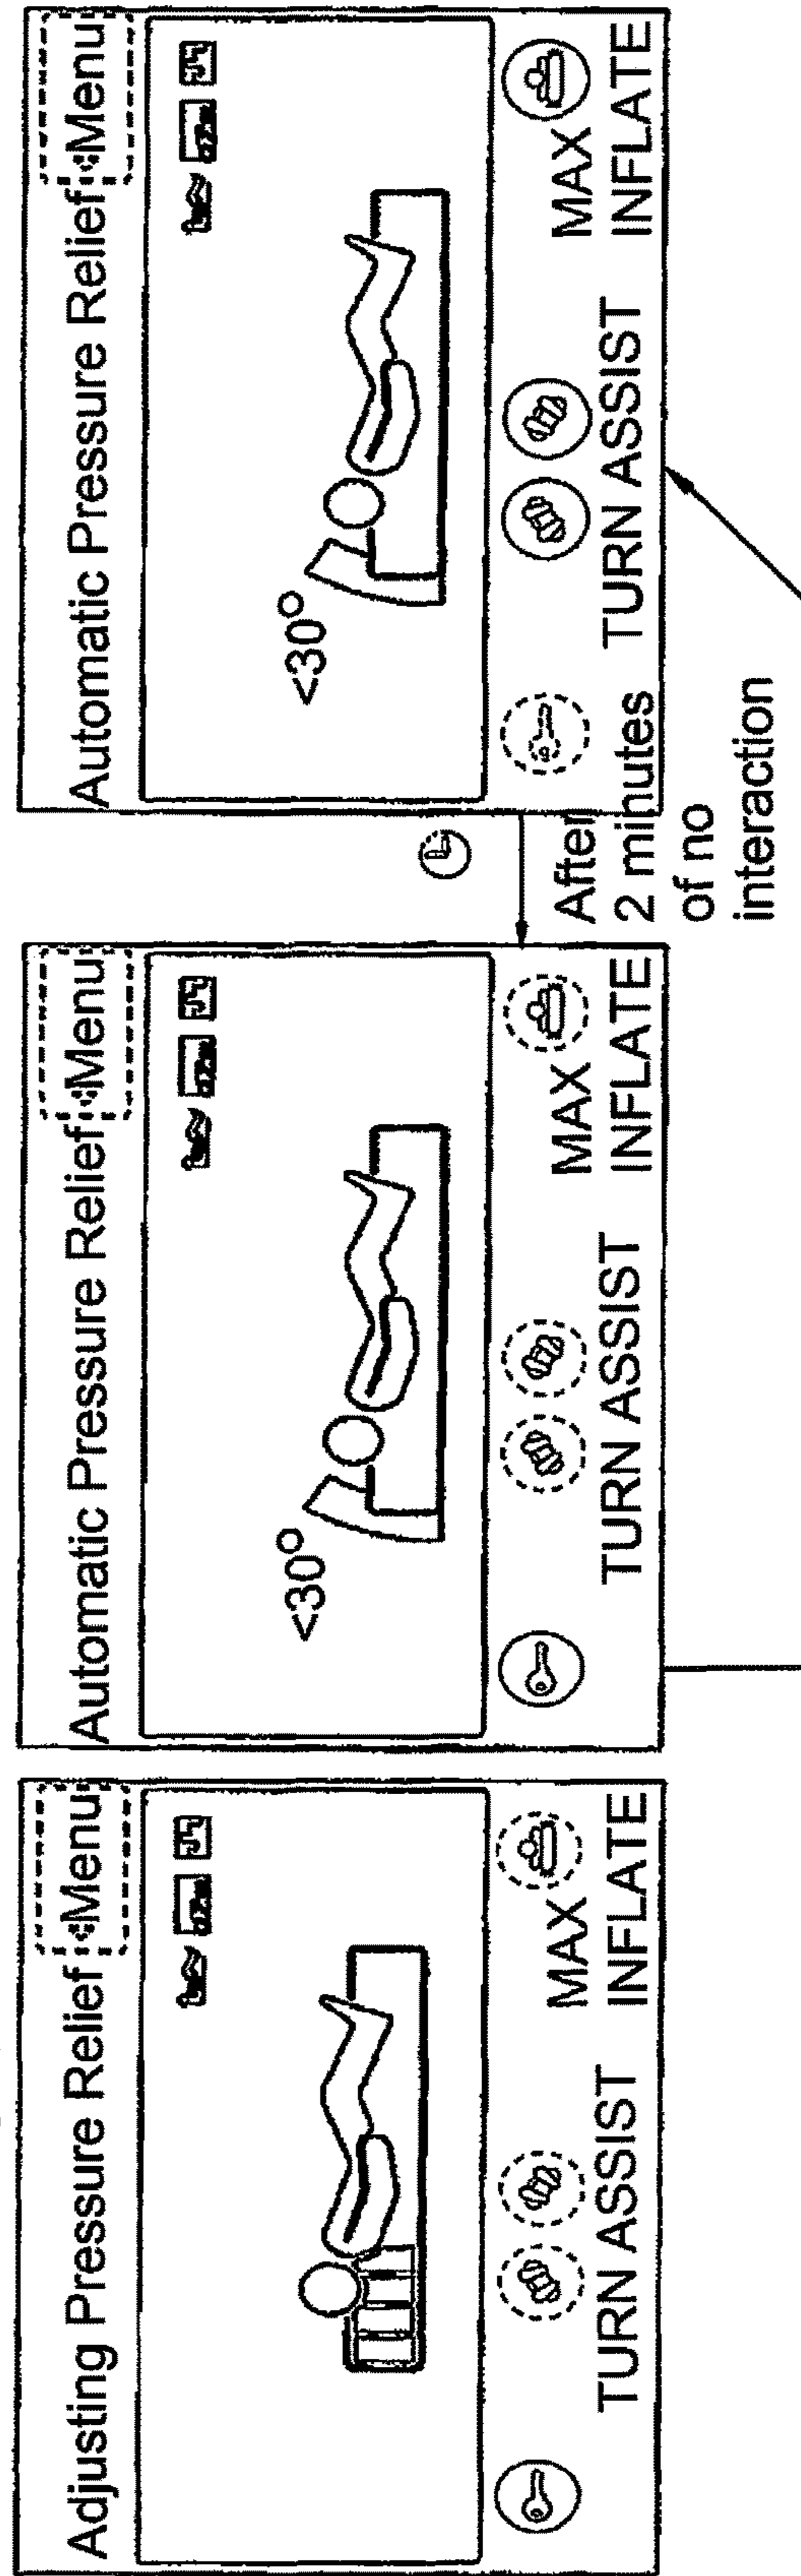 Adjusting Pressure Relief
Menu
TURN ASSIST
MAX
INFLATE
Automatic Pressure Relief
Menu
<30°
TURN ASSIST
MAX
INFLATE
After
2 minutes
of no
interaction
Automatic Pressure Relief
Menu
<30°
TURN ASSIST
MAX
INFLATE